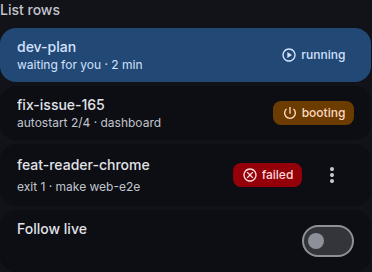 List rows
dev-plan
waiting for you · 2 min
running
fix-issue-165
autostart 2/4 · dashboard
booting
feat-reader-chrome
exit 1 · make web-e2e
failed
Follow live